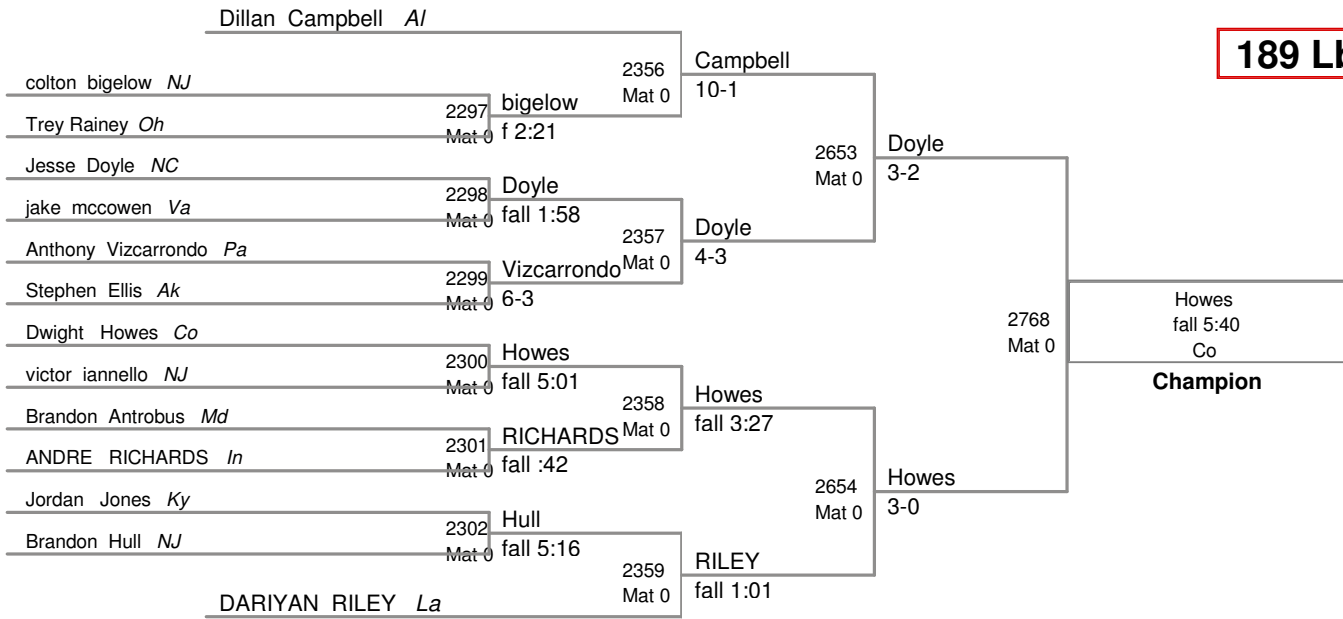 Dillan Campbell Al
189 Lb
colton bigelow NJ
Trey Rainey Oh
Jesse Doyle NC
jake mccowen Va
Anthony Vizcarrondo Pa
Stephen Ellis Ak
Dwight Howes Co
victor iannello NJ
Brandon Antrobus Md
ANDRE RICHARDS In
Jordan Jones Ky
Brandon Hull NJ
DARIYAN RILEY La
2297
Mat 0
bigelow
f 2:21
2298
Mat 0
Doyle
fall 1:58
2299
Mat 0
Vizcarrondo
6-3
2300
Mat 0
Howes
fall 5:01
2301
Mat 0
RICHARDS
fall :42
2302
Mat 0
Hull
fall 5:16
2356
Mat 0
Campbell
10-1
2357
Mat 0
Doyle
4-3
2358
Mat 0
Howes
fall 3:27
2359
Mat 0
RILEY
fall 1:01
2653
Mat 0
Doyle
3-2
2654
Mat 0
Howes
3-0
2768
Mat 0
Howes
fall 5:40
Co
Champion